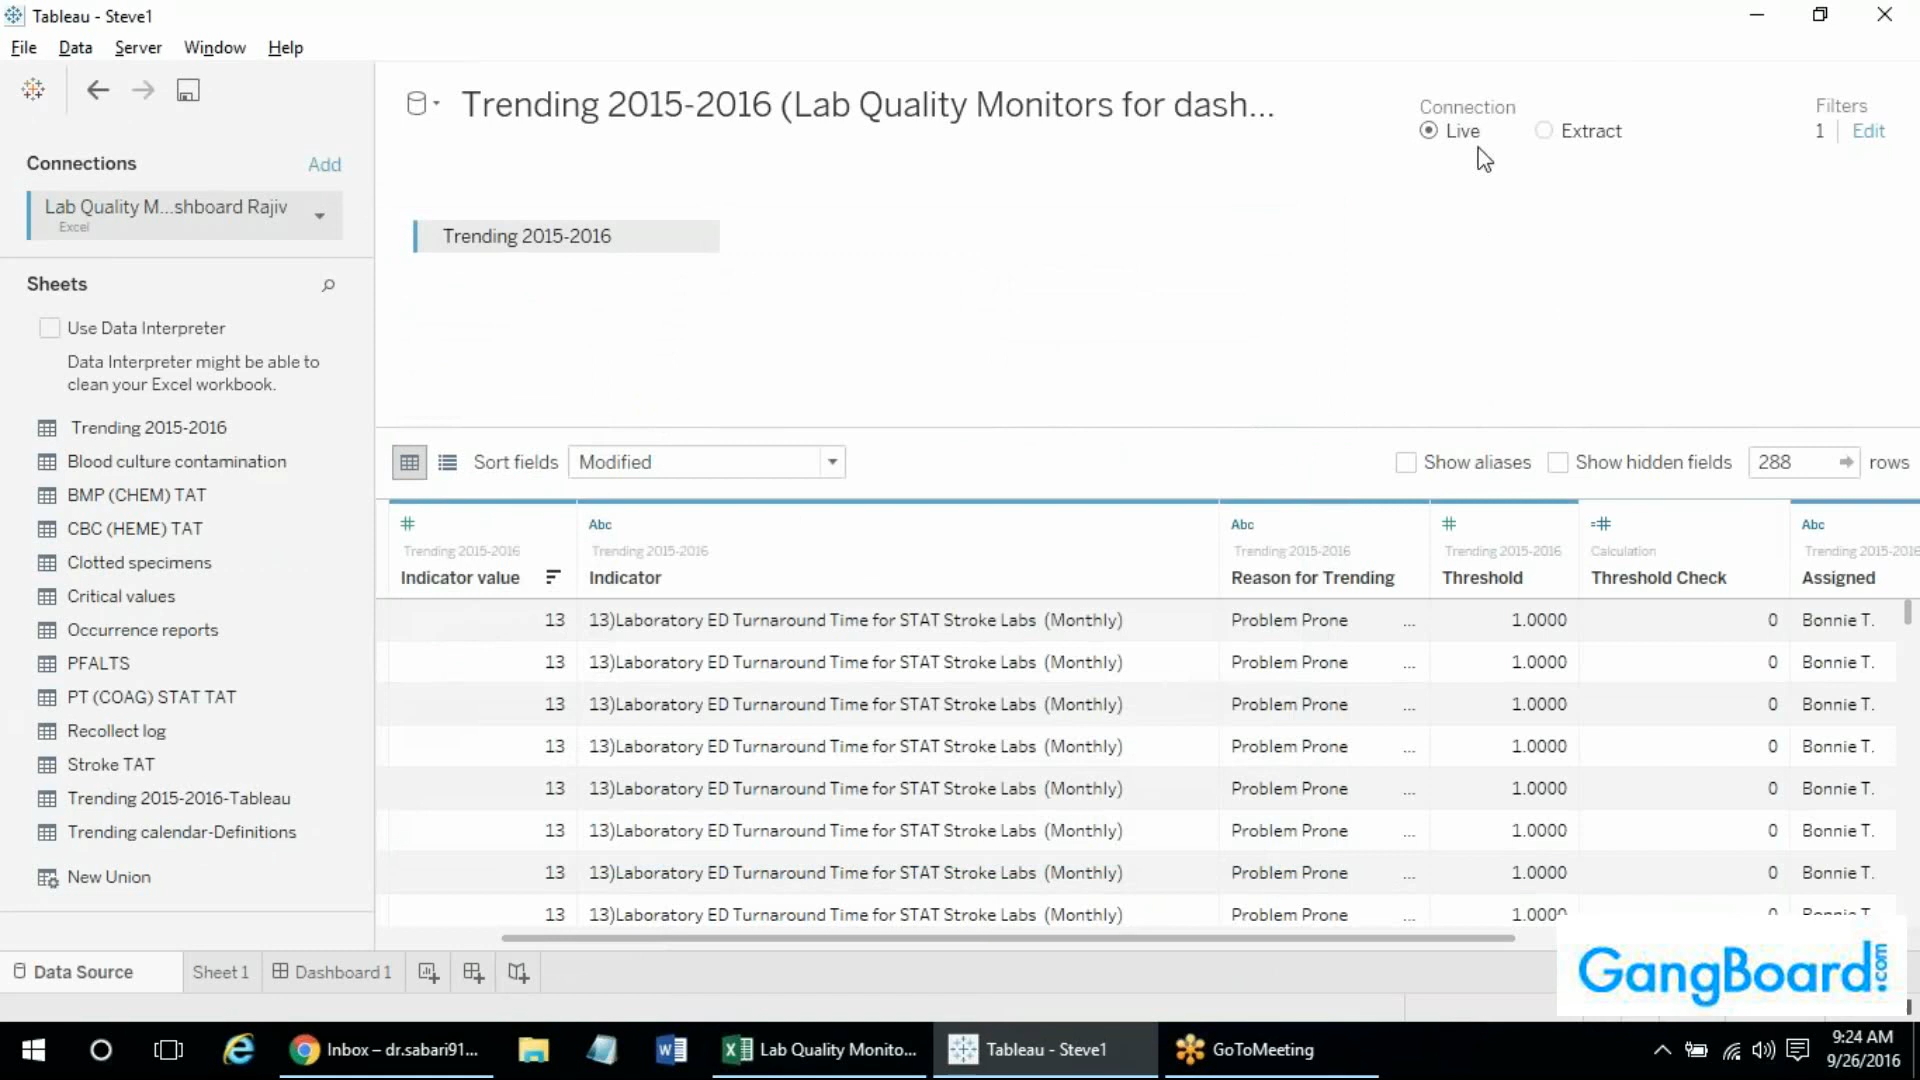 Tableau - Steve1
File Data Server Window Help
Trending 2015-2016 (Lab Quality Monitors for dash...
Connection
Live Extract
Filters
1 Edit
Connections Add
Lab Quality M...shboard Rajiv
Excel
Trending 2015-2016
Sheets
Use Data Interpreter
Data Interpreter might be able to
clean your Excel workbook.
Trending 2015-2016
Blood culture contamination
BMP (CHEM) TAT
CBC (HEME) TAT
Clotted specimens
Critical values
Occurrence reports
PFALTS
PT (COAG) STAT TAT
Recollect log
Stroke TAT
Trending 2015-2016-Tableau
Trending calendar-Definitions
New Union
Sort fields Modified Show aliases Show hidden fields 288 rows
# Abc Abc # =# Abc
Trending 2015-2016 Trending 2015-2016 Trending 2015-2016 Trending 2015-2016 Calculation Trending 2015-2016
Indicator value Indicator Reason for Trending Threshold Threshold Check Assigned
13 13)Laboratory ED Turnaround Time for STAT Stroke Labs (Monthly) Problem Prone ... 1.0000 0 Bonnie T.
13 13)Laboratory ED Turnaround Time for STAT Stroke Labs (Monthly) Problem Prone ... 1.0000 0 Bonnie T.
13 13)Laboratory ED Turnaround Time for STAT Stroke Labs (Monthly) Problem Prone ... 1.0000 0 Bonnie T.
13 13)Laboratory ED Turnaround Time for STAT Stroke Labs (Monthly) Problem Prone ... 1.0000 0 Bonnie T.
13 13)Laboratory ED Turnaround Time for STAT Stroke Labs (Monthly) Problem Prone ... 1.0000 0 Bonnie T.
13 13)Laboratory ED Turnaround Time for STAT Stroke Labs (Monthly) Problem Prone ... 1.0000 0 Bonnie T.
13 13)Laboratory ED Turnaround Time for STAT Stroke Labs (Monthly) Problem Prone ... 1.0000 0 Bonnie T.
13 13)Laboratory ED Turnaround Time for STAT Stroke Labs (Monthly) Problem Prone ... 1.0000 0 Bonnie T.
Data Source Sheet 1 Dashboard 1
GangBoard.com
Inbox – dr.sabari91... Lab Quality Monito... Tableau - Steve1 GoToMeeting
9:24 AM
9/26/2016